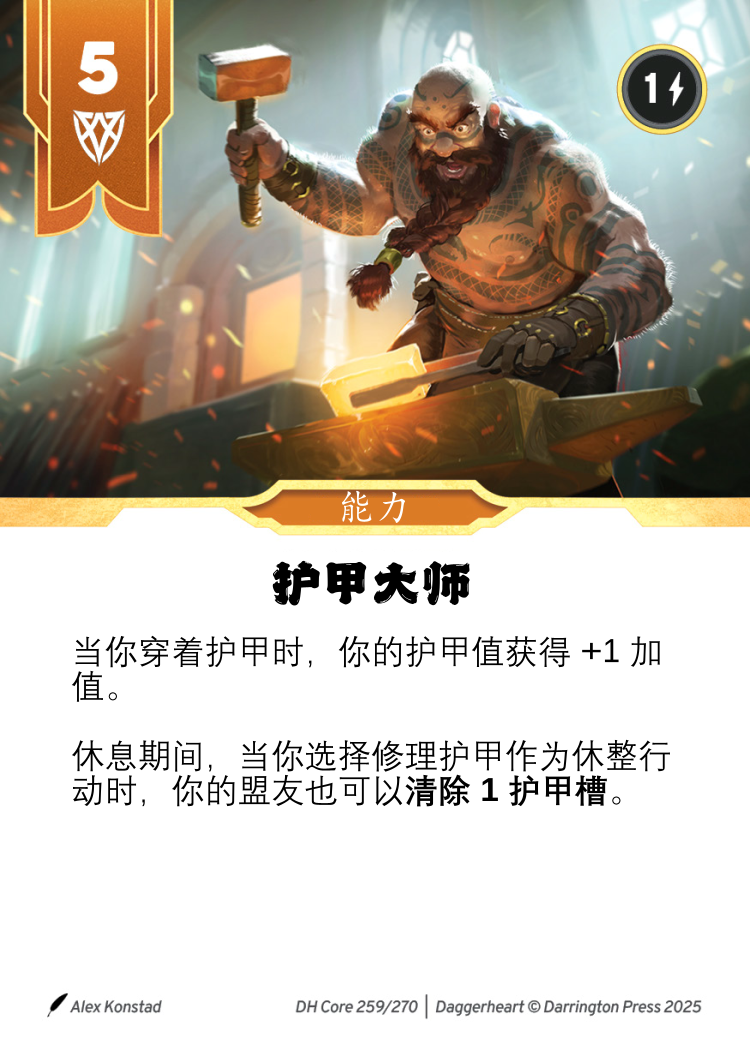 5
1
能力
护甲大师
当你穿着护甲时，你的护甲值获得 +1 加
值。
休息期间，当你选择修理护甲作为休整行
动时，你的盟友也可以清除 1 护甲槽。
Alex Konstad
DH Core 259/270 | Daggerheart © Darrington Press 2025